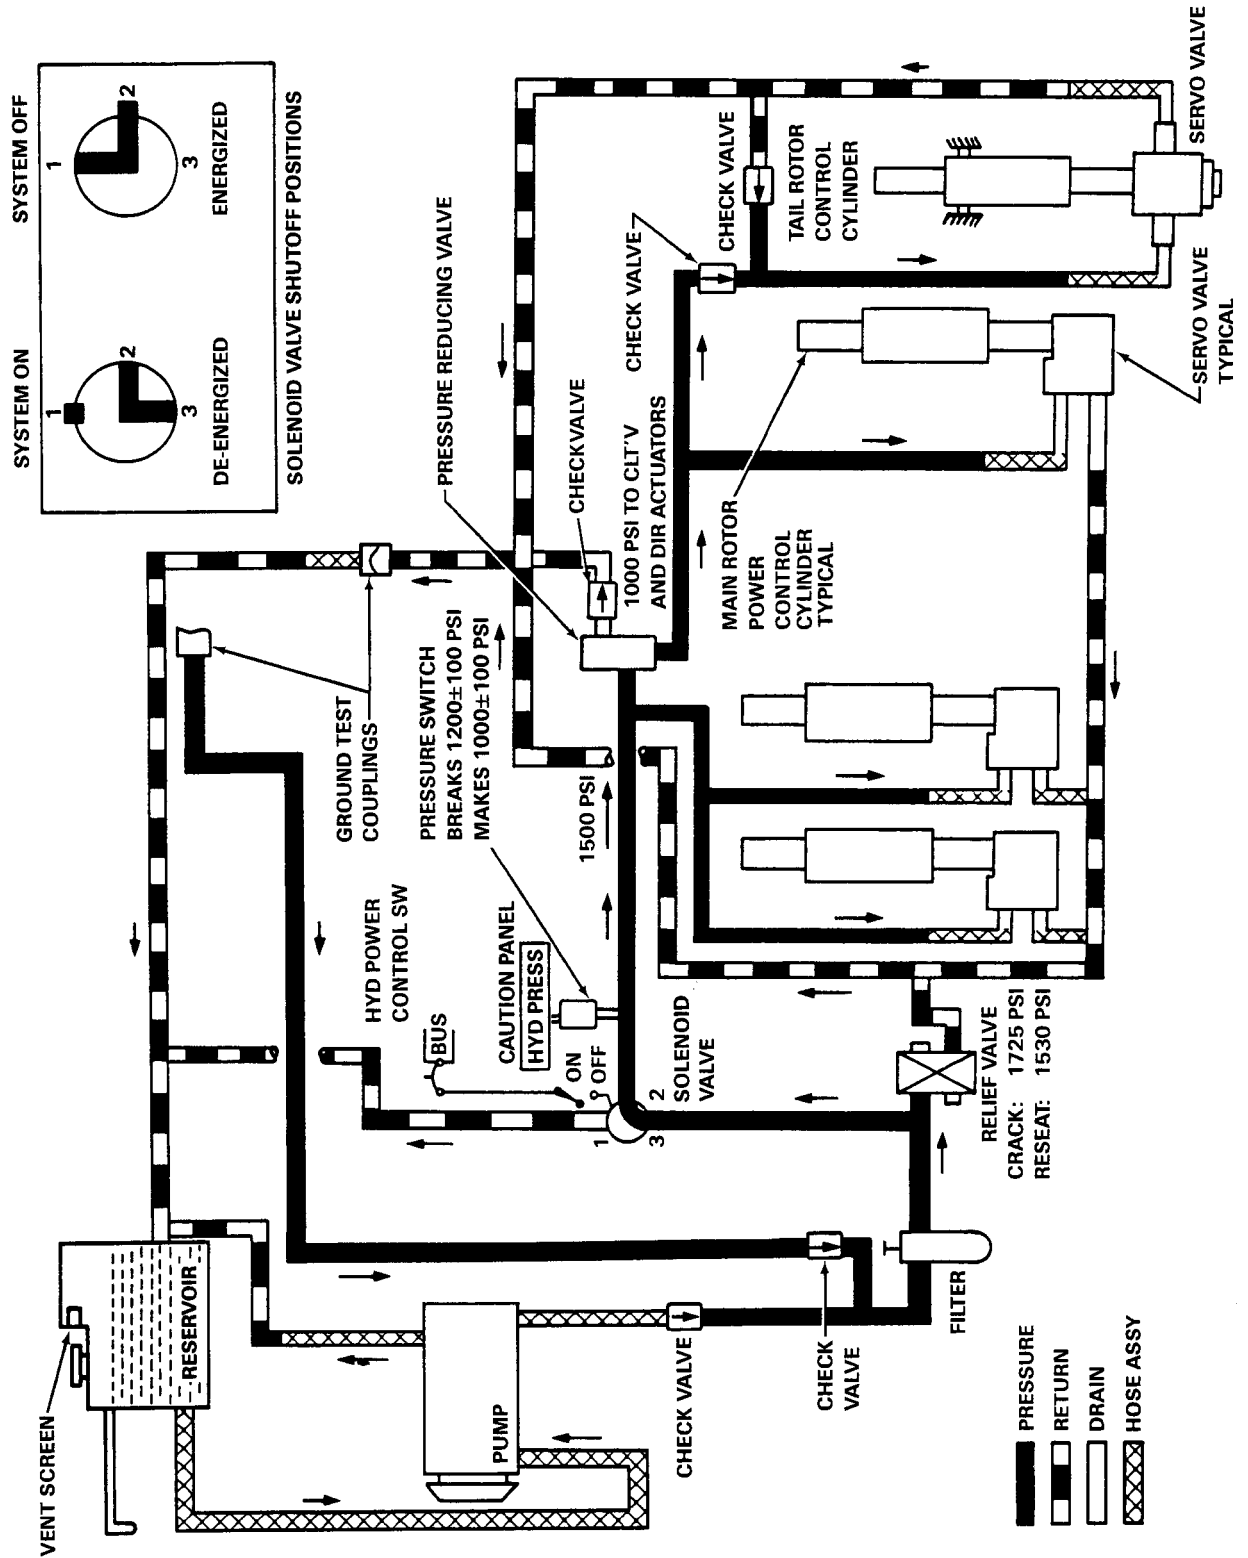 VENT SCREEN
RESERVOIR
PUMP
CHECK VALVE
CHECK
VALVE
FILTER
PRESSURE
RETURN
DRAIN
HOSE ASSY
SYSTEM ON
SYSTEM OFF
1
2
3
DE-ENERGIZED
1
2
3
ENERGIZED
SOLENOID VALVE SHUTOFF POSITIONS
GROUND TEST
COUPLINGS
HYD POWER
CONTROL SW
BUS
CAUTION PANEL
HYD PRESS
ON
OFF
1
2
3
SOLENOID
VALVE
PRESSURE SWITCH
BREAKS 1200±100 PSI
MAKES 1000±100 PSI
1500 PSI
RELIEF VALVE
CRACK: 1725 PSI
RESEAT: 1530 PSI
PRESSURE REDUCING VALVE
CHECKVALVE
1000 PSI TO CLT'V
AND DIR ACTUATORS
CHECK VALVE
CHECK VALVE
MAIN ROTOR
POWER
CONTROL
CYLINDER
TYPICAL
TAIL ROTOR
CONTROL
CYLINDER
SERVO VALVE
TYPICAL
SERVO VALVE